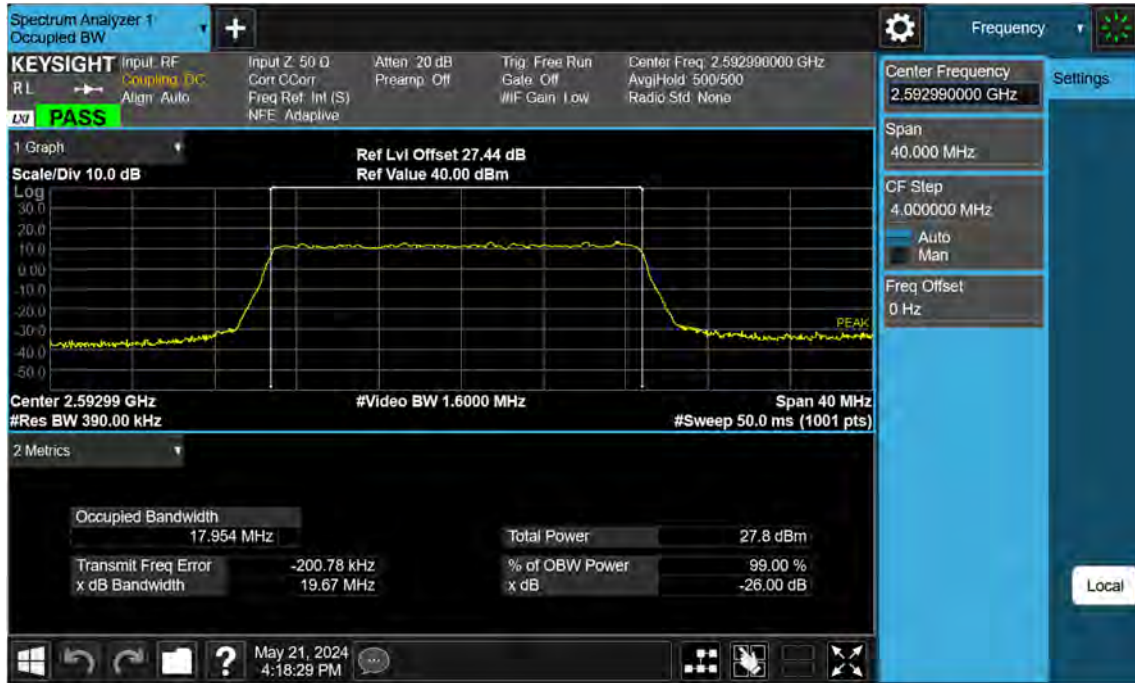 Spectrum Analyzer 1
Occupied BW
+
Frequency
KEYSIGHT
Input: RF
Coupling: DC
Align: Auto
Input Z: 50 Ω
Corr CCorr
Freq Ref: Int (S)
NFE: Adaptive
Atten: 20 dB
Preamp: Off
Trig: Free Run
Gate: Off
#IF Gain: Low
Center Freq: 2.592990000 GHz
Avg|Hold: 500/500
Radio Std: None
RL
LXI PASS
Center Frequency
2.592990000 GHz
Settings
Span
40.000 MHz
CF Step
4.000000 MHz
Auto
Man
Freq Offset
0 Hz
1 Graph
Scale/Div 10.0 dB
Ref Lvl Offset 27.44 dB
Ref Value 40.00 dBm
Log
30.0
20.0
10.0
0.00
-10.0
-20.0
-30.0
-40.0
-50.0
PEAK
Center 2.59299 GHz
#Video BW 1.6000 MHz
Span 40 MHz
#Res BW 390.00 kHz
#Sweep 50.0 ms (1001 pts)
2 Metrics
Occupied Bandwidth
17.954 MHz
Total Power 27.8 dBm
Transmit Freq Error -200.78 kHz
% of OBW Power 99.00 %
x dB Bandwidth 19.67 MHz
x dB -26.00 dB
Local
?
May 21, 2024
4:18:29 PM